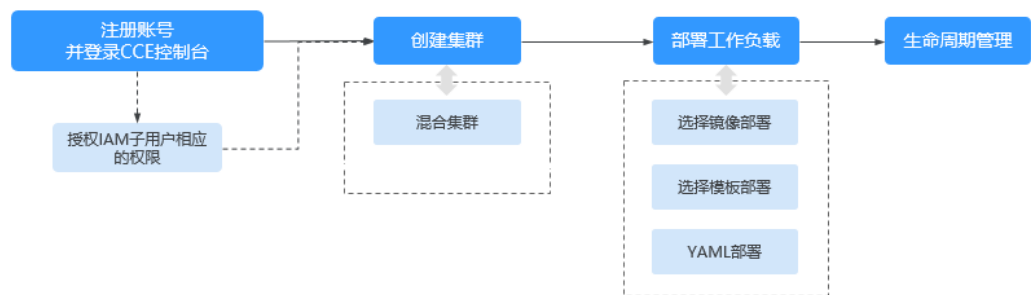 注册账号
并登录CCE控制台
创建集群
部署工作负载
生命周期管理
授权IAM子用户相应
的权限
混合集群
选择镜像部署
选择模板部署
YAML部署